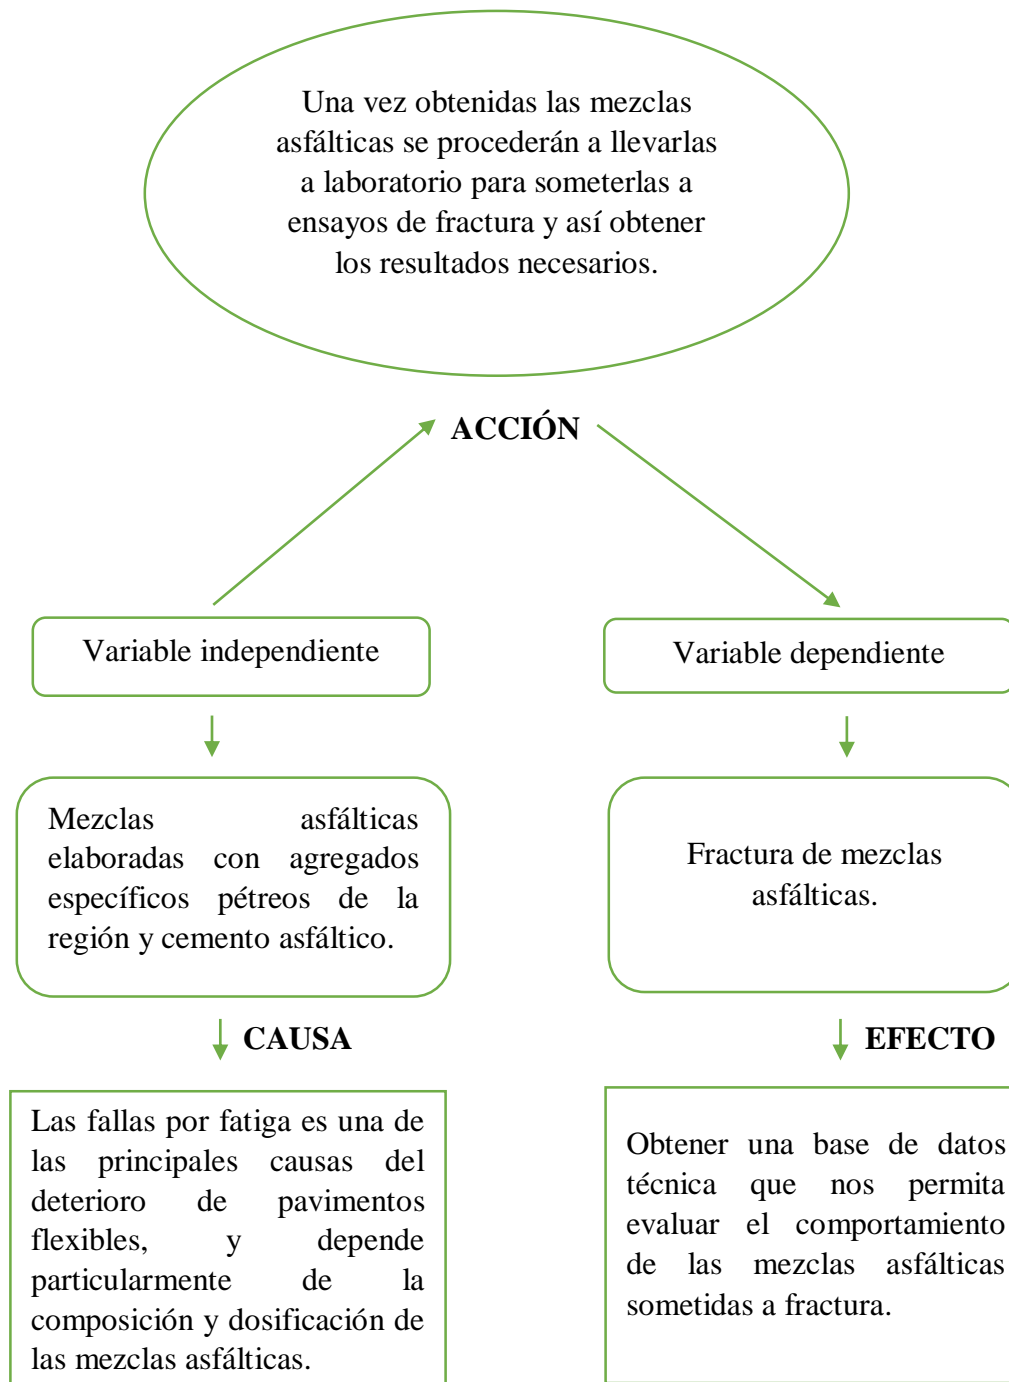 Una vez obtenidas las mezclas
asfálticas se procederán a llevarlas
a laboratorio para someterlas a
ensayos de fractura y así obtener
los resultados necesarios.
ACCIÓN
Variable independiente
Variable dependiente
Mezclas asfálticas
elaboradas con agregados
específicos pétreos de la
región y cemento asfáltico.
Fractura de mezclas
asfálticas.
CAUSA
EFECTO
Las fallas por fatiga es una de
las principales causas del
deterioro de pavimentos
flexibles, y depende
particularmente de la
composición y dosificación de
las mezclas asfálticas.
Obtener una base de datos
técnica que nos permita
evaluar el comportamiento
de las mezclas asfálticas
sometidas a fractura.